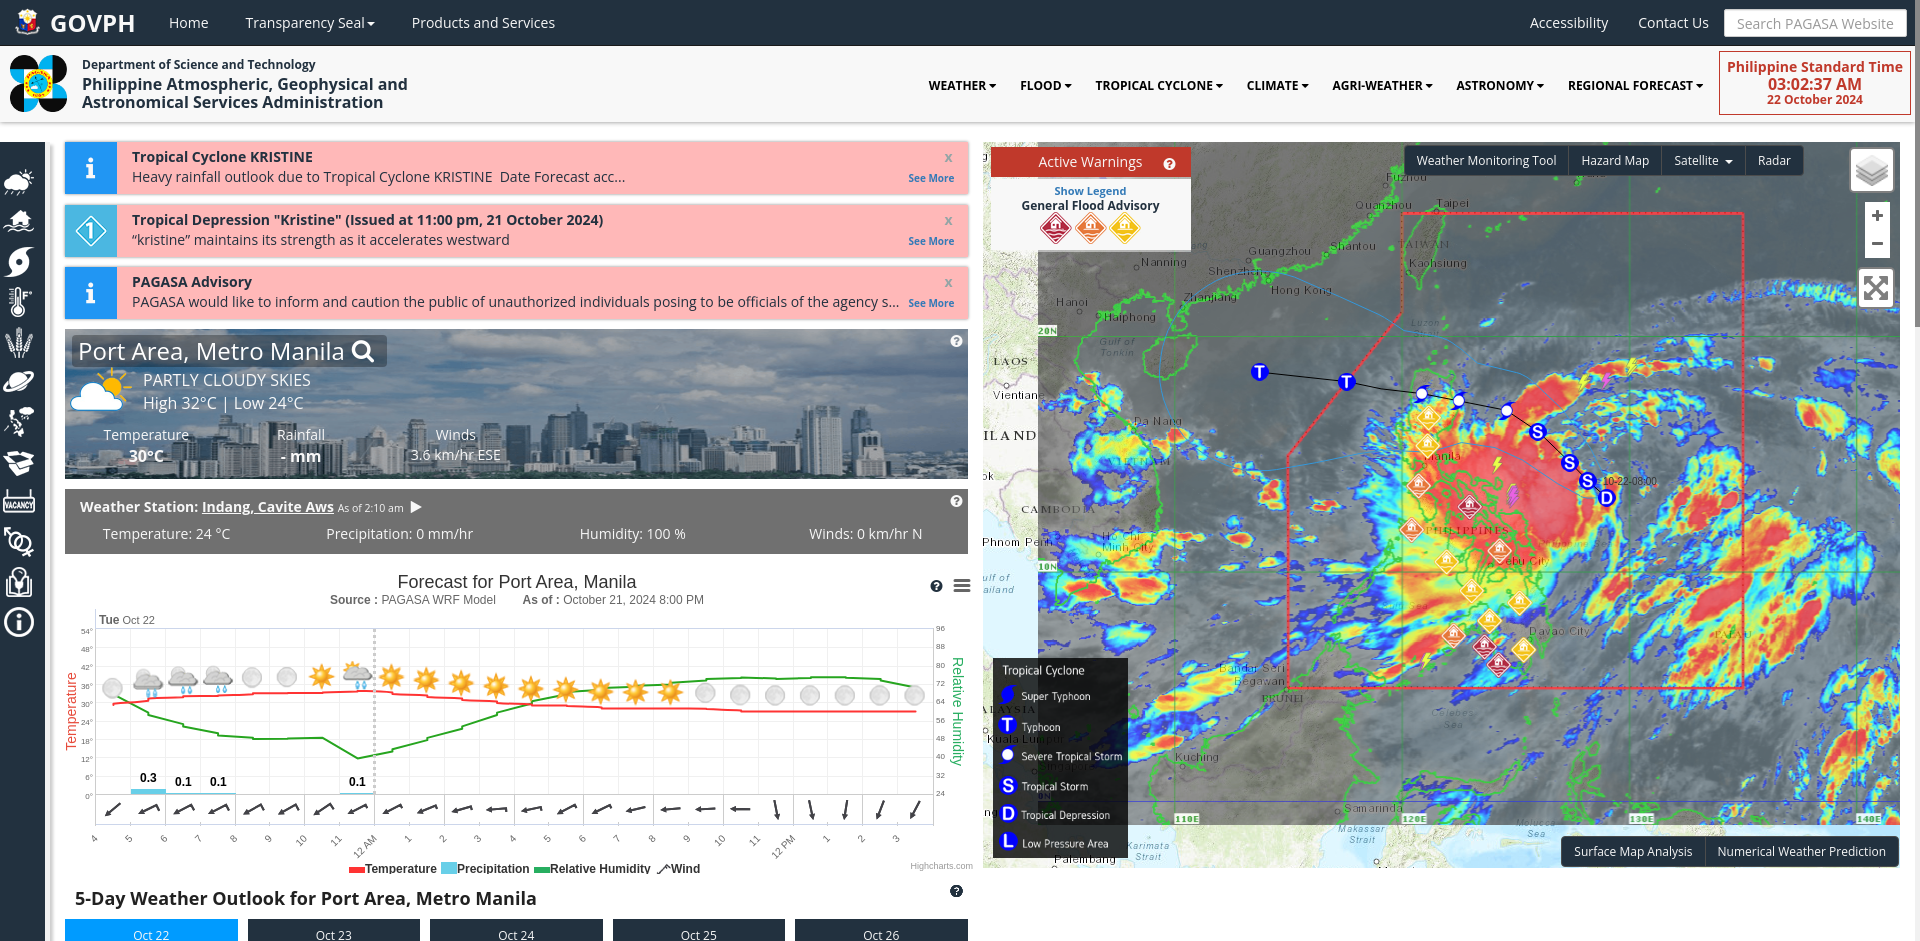 GOVPH
Home
Transparency Seal
Products and Services
Accessibility
Contact Us
Search PAGASA Website
Department of Science and Technology
Philippine Atmospheric, Geophysical and
Astronomical Services Administration
WEATHER
FLOOD
TROPICAL CYCLONE
CLIMATE
AGRI-WEATHER
ASTRONOMY
REGIONAL FORECAST
Philippine Standard Time
03:02:37 AM
22 October 2024
Tropical Cyclone KRISTINE
x
Heavy rainfall outlook due to Tropical Cyclone KRISTINE Date Forecast acc...
See More
1
Tropical Depression "Kristine" (Issued at 11:00 pm, 21 October 2024)
x
“kristine” maintains its strength as it accelerates westward
See More
PAGASA Advisory
x
PAGASA would like to inform and caution the public of unauthorized individuals posing to be officials of the agency s...
See More
Port Area, Metro Manila
PARTLY CLOUDY SKIES
High 32°C | Low 24°C
Temperature
30°C
Rainfall
- mm
Winds
3.6 km/hr ESE
Weather Station: Indang, Cavite Aws As of 2:10 am
Temperature: 24 °C
Precipitation: 0 mm/hr
Humidity: 100 %
Winds: 0 km/hr N
VACANCY
Forecast for Port Area, Manila
Source : PAGASA WRF Model As of : October 21, 2024 8:00 PM
Tue Oct 22
Temperature
54°
48°
42°
36°
30°
24°
18°
12°
6°
0°
96
88
80
72
64
56
48
40
32
24
Relative Humidity
0.3
0.1
0.1
0.1
4 5 6 7 8 9 10 11 12 AM 1 2 3 4 5 6 7 8 9 10 11 12 PM 1 2 3
Temperature Precipitation Relative Humidity Wind
Highcharts.com
5-Day Weather Outlook for Port Area, Metro Manila
Oct 22
Oct 23
Oct 24
Oct 25
Oct 26
Active Warnings
Show Legend
General Flood Advisory
Weather Monitoring Tool
Hazard Map
Satellite
Radar
+
−
Fuzhou
Quanzhou
Taipei
TAIWAN
Guangzhou
Shantou
Kaohsiung
Nanning
Shenzhen
Hong Kong
Zhanjiang
Hanoi
Haiphong
20N
Luzon
Gulf of
Tonkin
LAOS
Vientiane
Da Nang
Manila
10-22-08:00
CAMBODIA
PHILIPPINES
Phnom Penh
Ho Chi
Minh City
Cebu City
10N
Davao City
PALAU
Bandar Seri
Begawan
BRUNEI
Celebes
Sea
Kuala Lumpur
Kuching
Samarinda
110E
120E
130E
140E
Makassar
Strait
Molucca
Sea
Karimata
Strait
Palembang
Tropical Cyclone
Super Typhoon
T Typhoon
Severe Tropical Storm
S Tropical Storm
D Tropical Depression
L Low Pressure Area
T
T
S
S
S
D
Surface Map Analysis
Numerical Weather Prediction